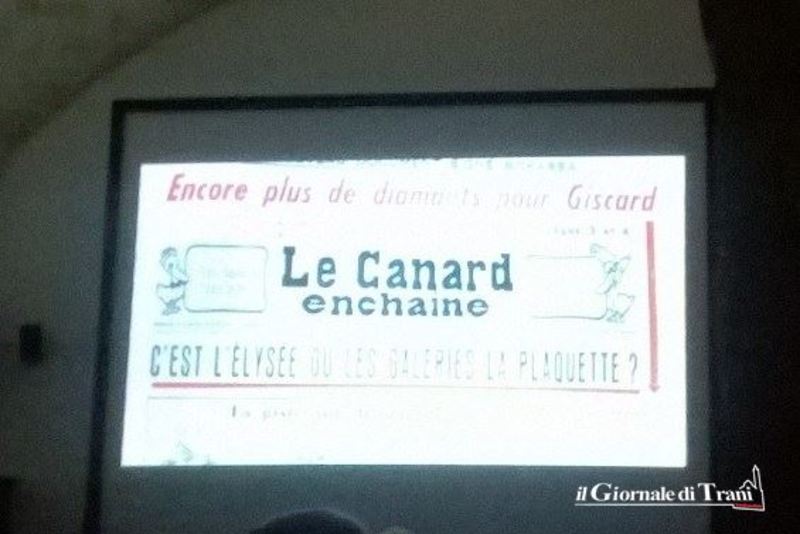 Encore plus de diamants pour Giscard
Le Canard
enchaine
C'EST L'ÉLYSÉE OU LES GALERIES LA PLAQUETTE ?
il Giornale di Trani